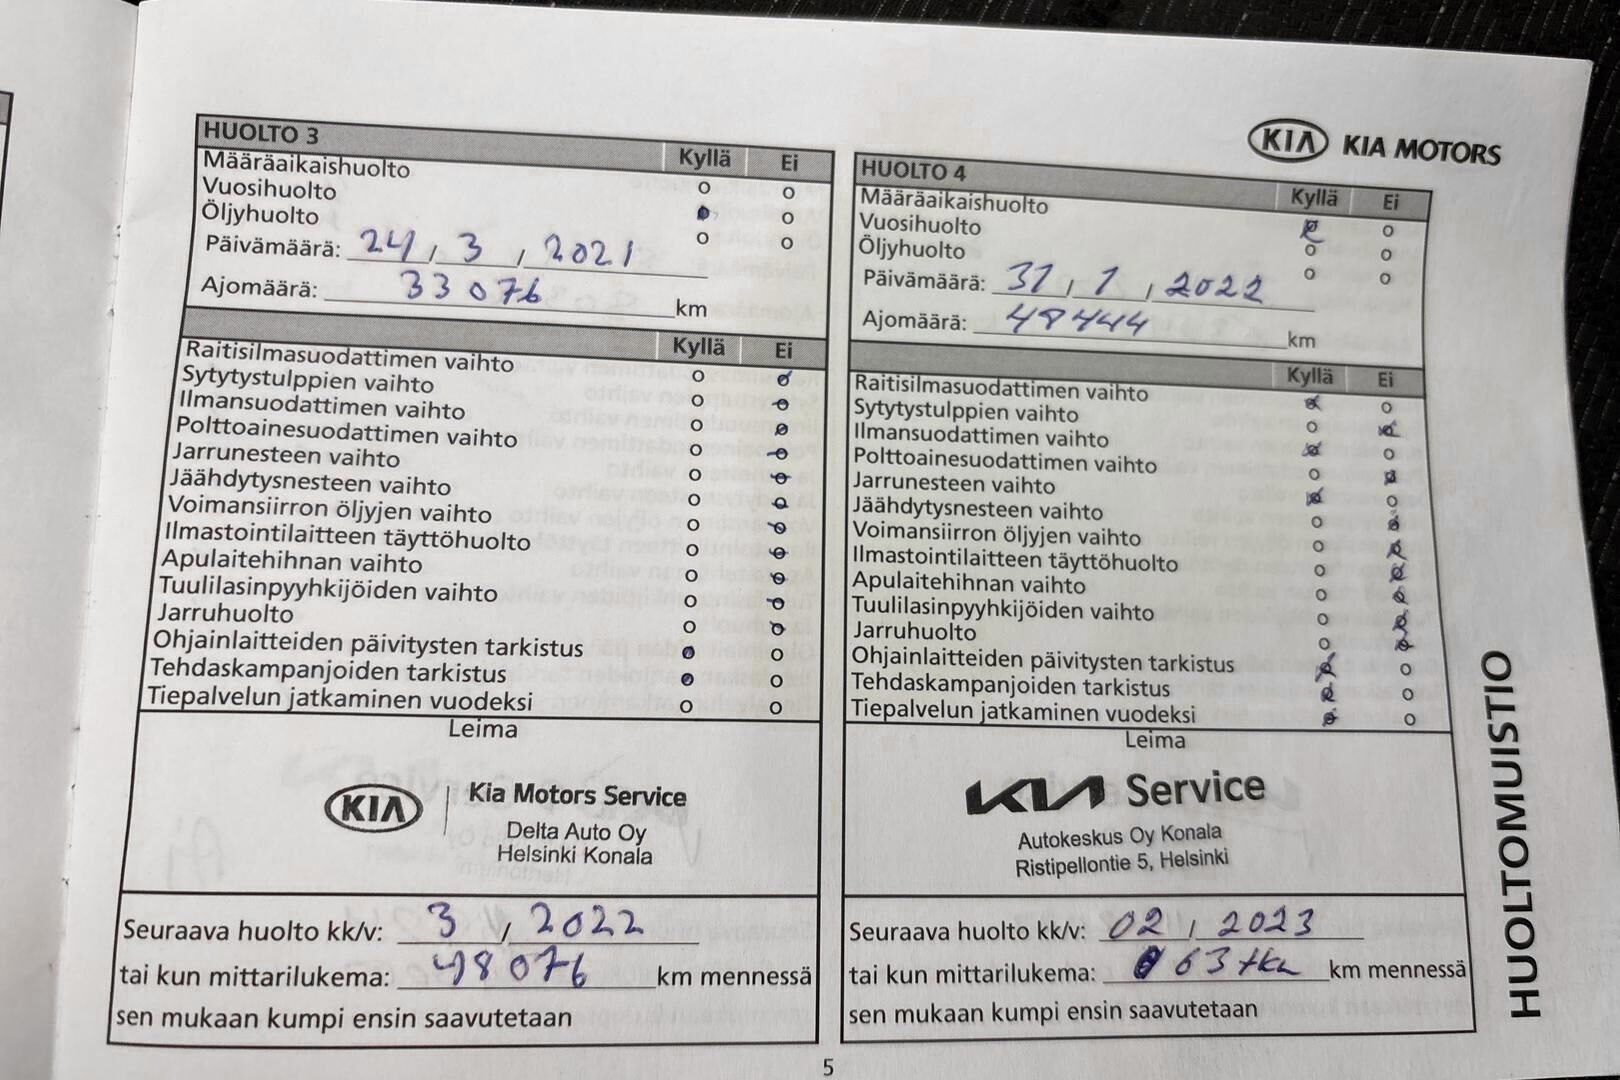 KIA KIA MOTORS
HUOLTO 3
Kyllä Ei
Määräaikaishuolto
Vuosihuolto
Öljyhuolto
Päivämäärä: 24 / 3 / 2021
Ajomäärä: 33076 km
Kyllä Ei
Raitisilmasuodattimen vaihto
Sytytystulppien vaihto
Ilmansuodattimen vaihto
Polttoainesuodattimen vaihto
Jarrunesteen vaihto
Jäähdytysnesteen vaihto
Voimansiirron öljyjen vaihto
Ilmastointilaitteen täyttöhuolto
Apulaitehihnan vaihto
Tuulilasinpyyhkijöiden vaihto
Jarruhuolto
Ohjainlaitteiden päivitysten tarkistus
Tehdaskampanjoiden tarkistus
Tiepalvelun jatkaminen vuodeksi
Leima
KIA Kia Motors Service
Delta Auto Oy
Helsinki Konala
Seuraava huolto kk/v: 3 / 2022
tai kun mittarilukema: 48076 km mennessä
sen mukaan kumpi ensin saavutetaan
HUOLTO 4
Kyllä Ei
Määräaikaishuolto
Vuosihuolto
Öljyhuolto
Päivämäärä: 31 / 1 / 2022
Ajomäärä: 48444 km
Kyllä Ei
Raitisilmasuodattimen vaihto
Sytytystulppien vaihto
Ilmansuodattimen vaihto
Polttoainesuodattimen vaihto
Jarrunesteen vaihto
Jäähdytysnesteen vaihto
Voimansiirron öljyjen vaihto
Ilmastointilaitteen täyttöhuolto
Apulaitehihnan vaihto
Tuulilasinpyyhkijöiden vaihto
Jarruhuolto
Ohjainlaitteiden päivitysten tarkistus
Tehdaskampanjoiden tarkistus
Tiepalvelun jatkaminen vuodeksi
Leima
KIA Service
Autokeskus Oy Konala
Ristipellontie 5, Helsinki
Seuraava huolto kk/v: 02 / 2023
tai kun mittarilukema: 63 tkm km mennessä
sen mukaan kumpi ensin saavutetaan
HUOLTOMUISTIO
5